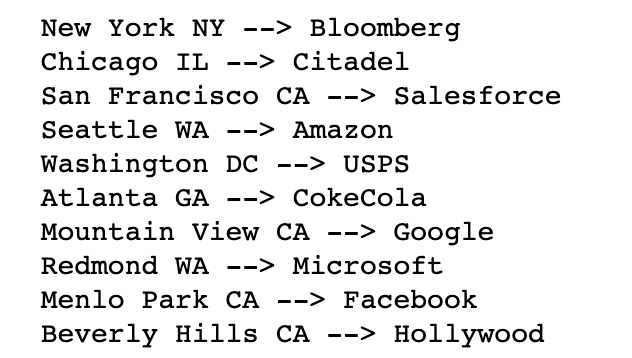 New York NY --> Bloomberg
Chicago IL --> Citadel
San Francisco CA --> Salesforce
Seattle WA --> Amazon
Washington DC --> USPS
Atlanta GA --> CokeCola
Mountain View CA --> Google
Redmond WA --> Microsoft
Menlo Park CA --> Facebook
Beverly Hills CA --> Hollywood